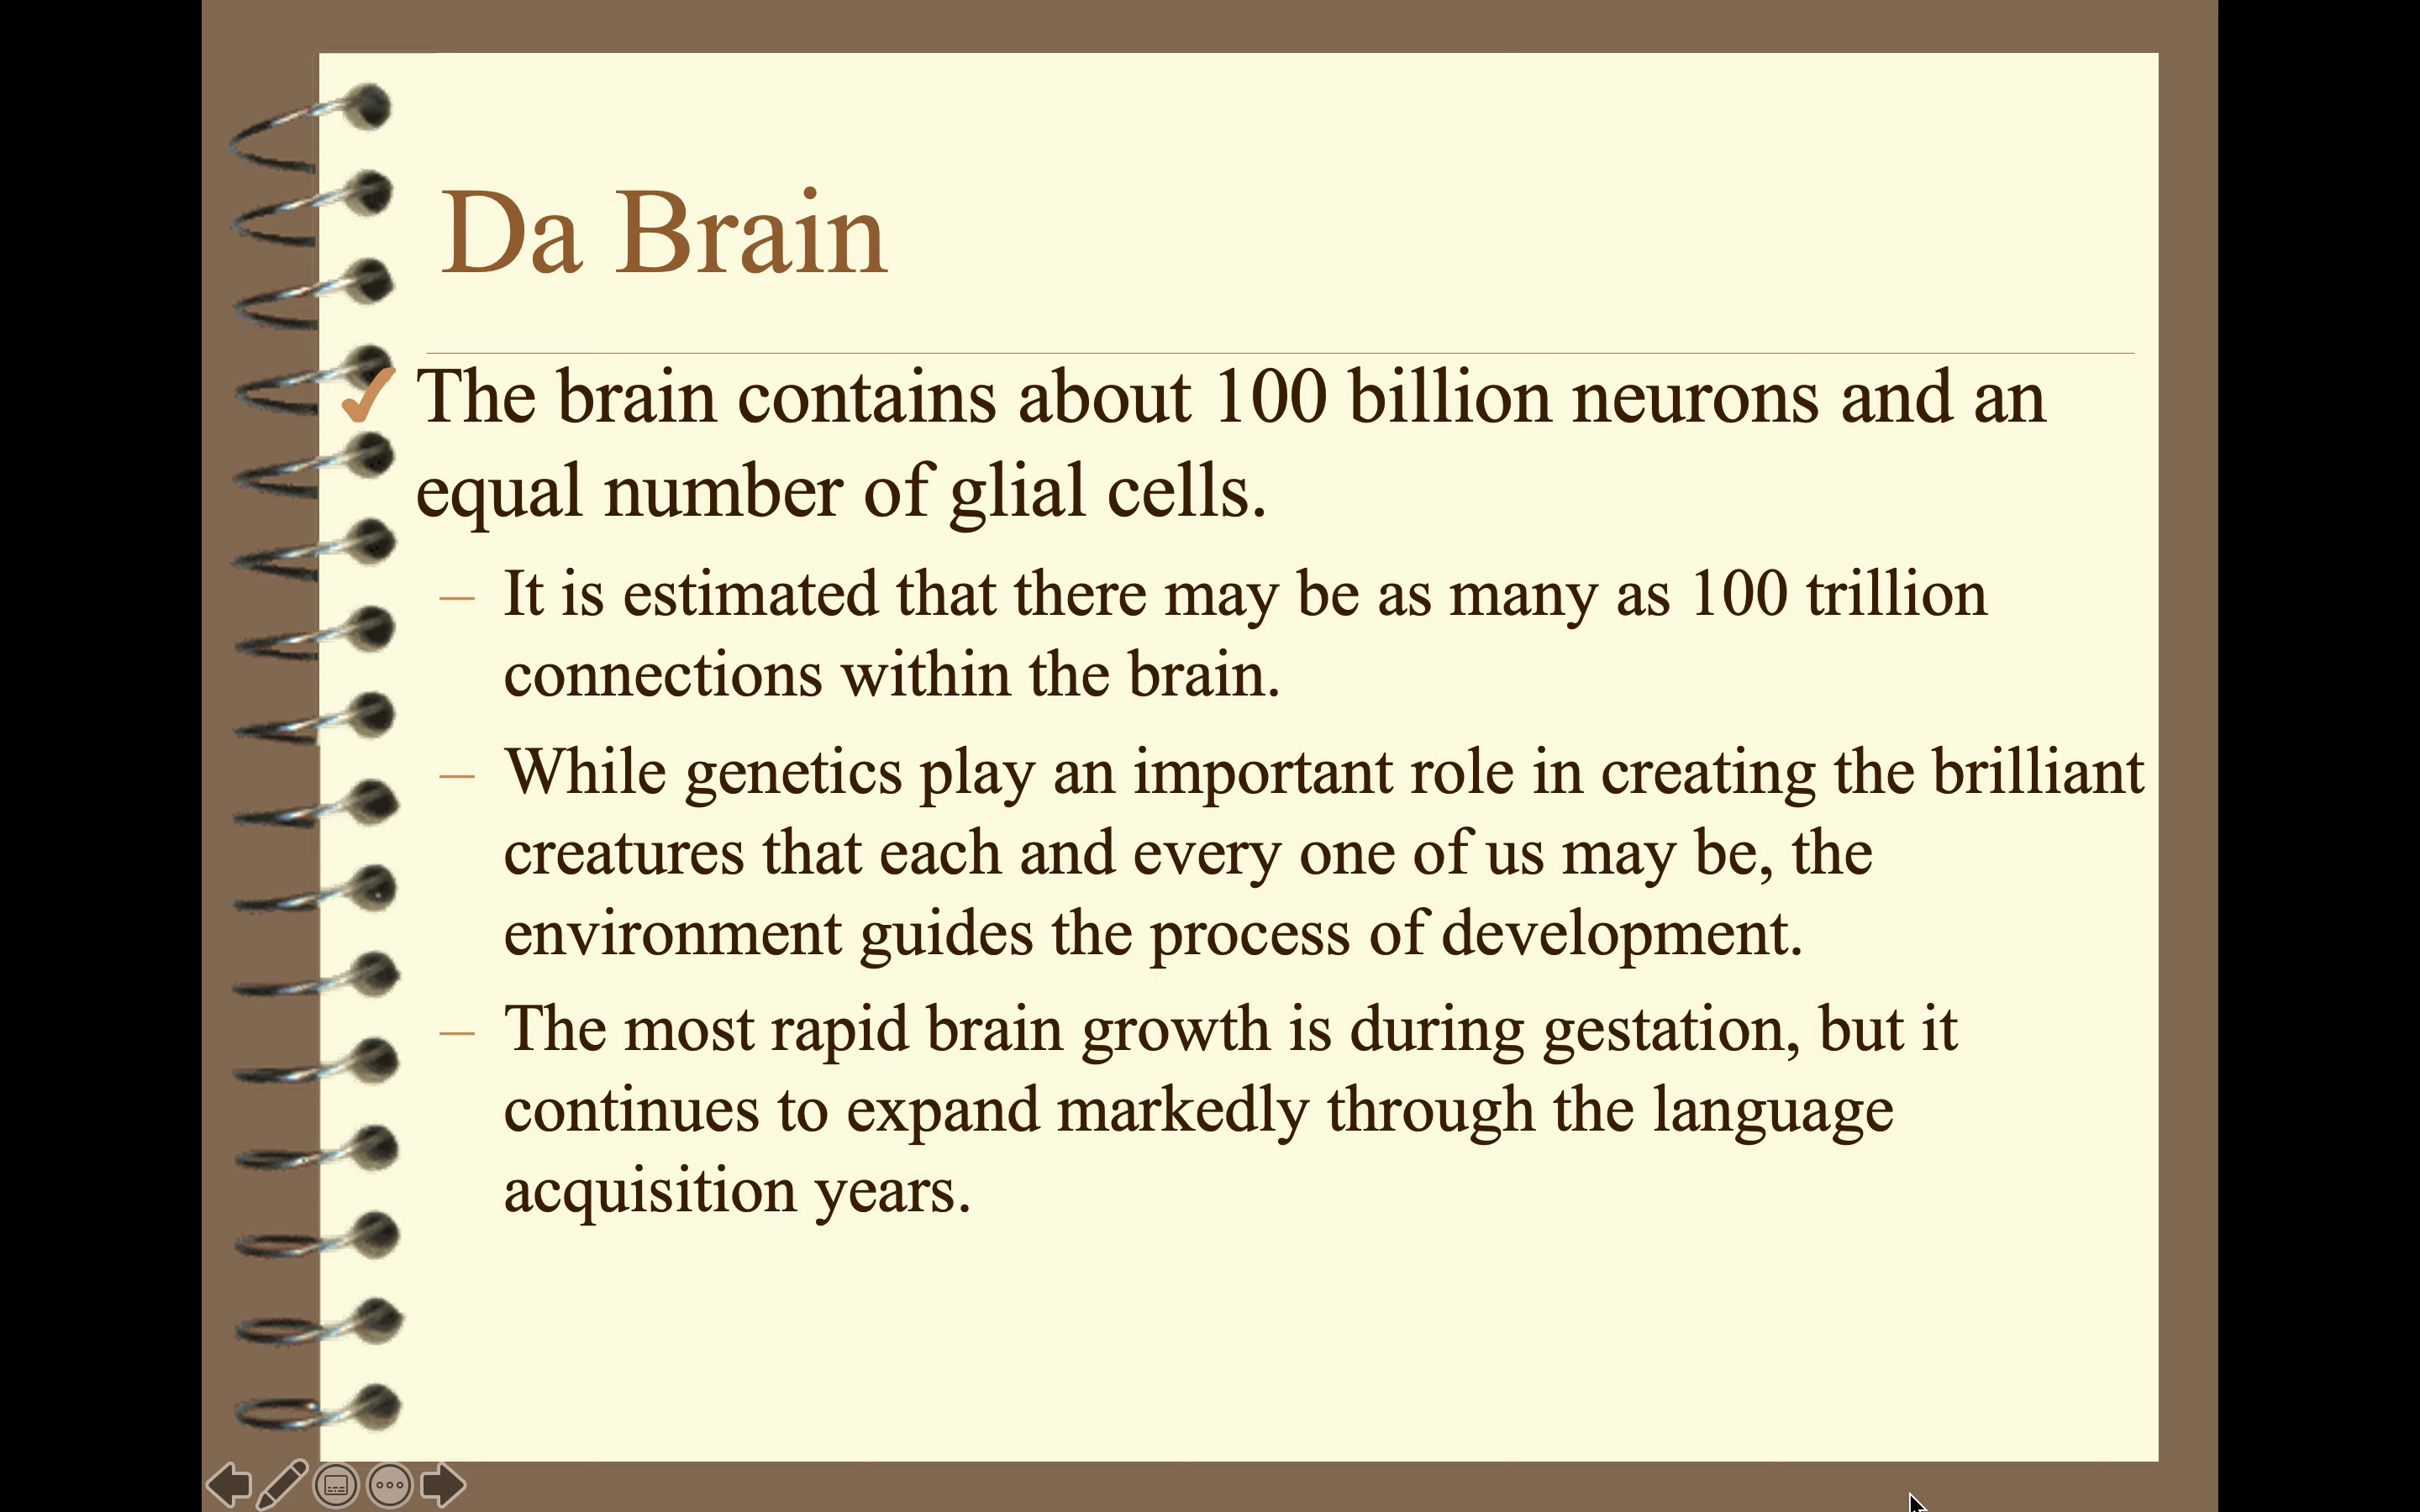 Da Brain
The brain contains about 100 billion neurons and an
equal number of glial cells.
– It is estimated that there may be as many as 100 trillion
connections within the brain.
– While genetics play an important role in creating the brilliant
creatures that each and every one of us may be, the
environment guides the process of development.
– The most rapid brain growth is during gestation, but it
continues to expand markedly through the language
acquisition years.